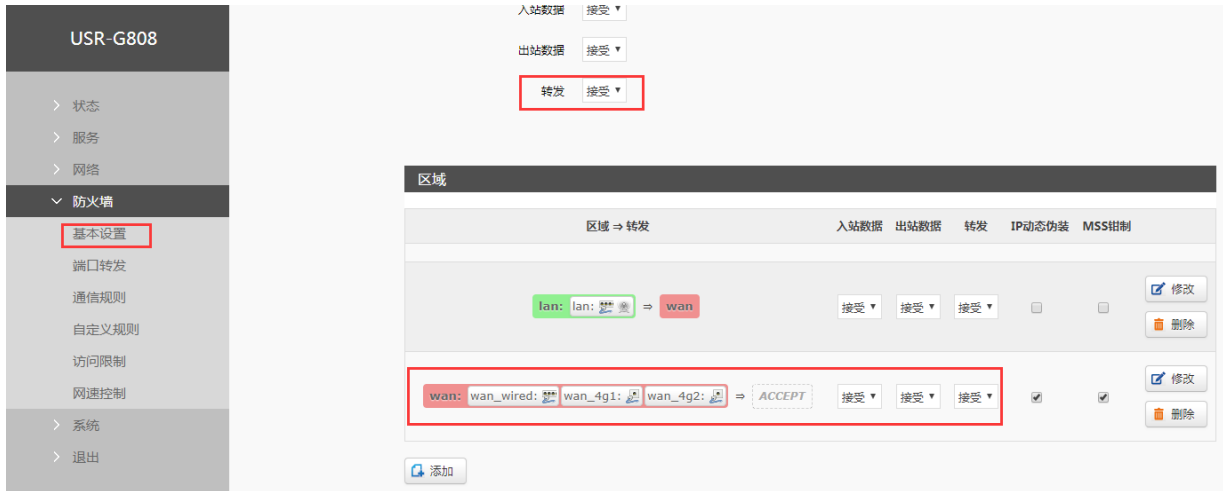 入站数据 接受
USR-G808
出站数据 接受
转发 接受
状态
服务
网络
防火墙
基本设置
端口转发
通信规则
自定义规则
访问限制
网速控制
系统
退出
区域
区域 ⇒ 转发 入站数据 出站数据 转发 IP动态伪装 MSS钳制
lan: lan: ⇒ wan 接受 接受 接受 修改
删除
wan: wan_wired: wan_4g1: wan_4g2: ⇒ ACCEPT 接受 接受 接受 修改
删除
添加